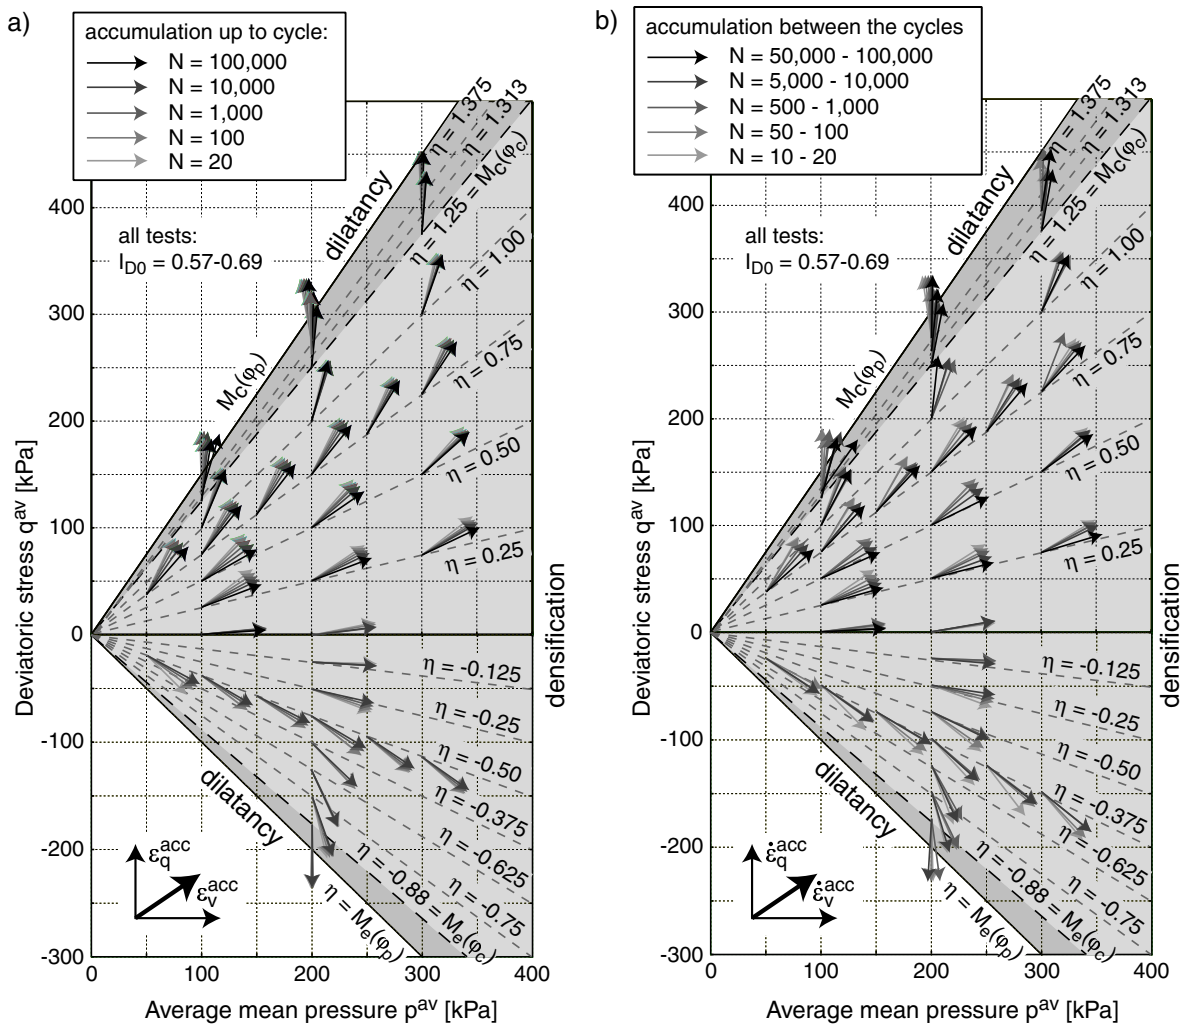 a)
accumulation up to cycle:
N = 100,000
N = 10,000
N = 1,000
N = 100
N = 20
all tests:
I_D0 = 0.57-0.69
dilatancy
M_C(φ_p)
η = 1.375
η = 1.313
η = 1.25 = M_C(φ_c)
η = 1.00
η = 0.75
η = 0.50
η = 0.25
η = -0.125
η = -0.25
η = -0.50
η = -0.375
η = -0.625
η = -0.75
η = -0.88 = M_e(φ_c)
η = M_e(φ_p)
dilatancy
densification
ε_q^acc
ε_v^acc
Deviatoric stress q^av [kPa]
400
300
200
100
0
-100
-200
-300
0 100 200 300 400
Average mean pressure p^av [kPa]
b)
accumulation between the cycles
N = 50,000 - 100,000
N = 5,000 - 10,000
N = 500 - 1,000
N = 50 - 100
N = 10 - 20
all tests:
I_D0 = 0.57-0.69
dilatancy
M_C(φ_p)
η = 1.375
η = 1.313
η = 1.25 = M_C(φ_c)
η = 1.00
η = 0.75
η = 0.50
η = 0.25
η = -0.125
η = -0.25
η = -0.50
η = -0.375
η = -0.625
η = -0.75
η = -0.88 = M_e(φ_c)
η = M_e(φ_p)
dilatancy
densification
ε̇_q^acc
ε̇_v^acc
Deviatoric stress q^av [kPa]
400
300
200
100
0
-100
-200
-300
0 100 200 300 400
Average mean pressure p^av [kPa]